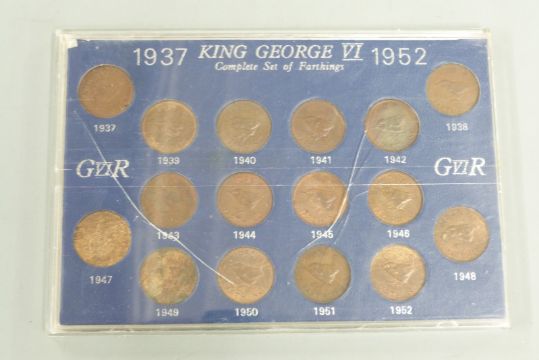 1937 KING GEORGE VI 1952
Complete Set of Farthings
1937 1938
1939 1940 1941 1942
GVIR GVIR
1943 1944 1945 1946
1947 1948
1949 1950 1951 1952